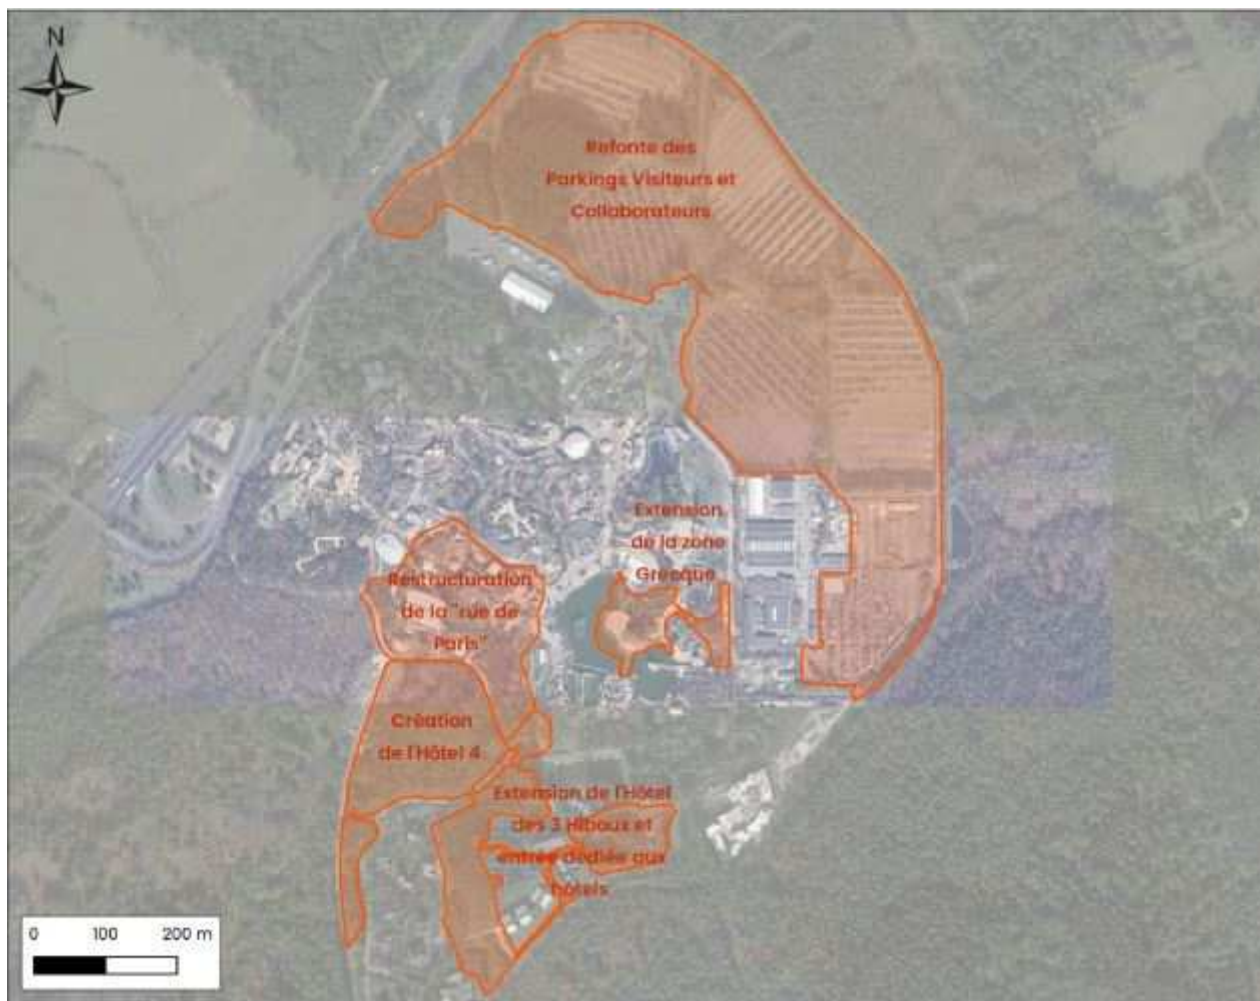 N
Refonte des
Parkings Visiteurs et
Collaborateurs
Extension
de la zone
Grecque
Restructuration
de la "rue de
Paris"
Création
de l'Hôtel 4
Extension de l'Hôtel
des 3 Hiboux et
entrée dédiée aux
hôtels
0 100 200 m